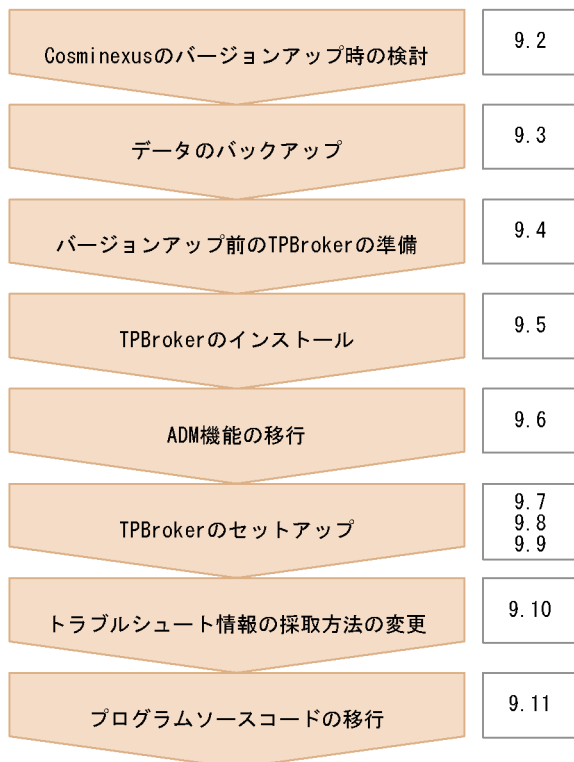 Cosminexusのバージョンアップ時の検討
9.2
データのバックアップ
9.3
バージョンアップ前のTPBrokerの準備
9.4
TPBrokerのインストール
9.5
ADM機能の移行
9.6
TPBrokerのセットアップ
9.7
9.8
9.9
トラブルシュート情報の採取方法の変更
9.10
プログラムソースコードの移行
9.11